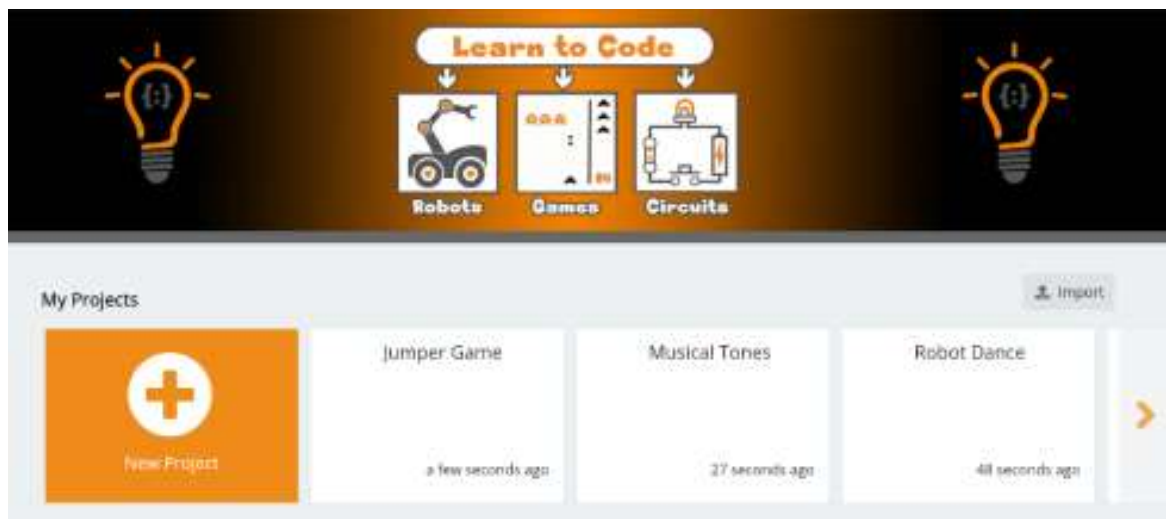 Learn to Code
{:}
{:}
Robots
Games
Circuits
My Projects
Import
New Project
Jumper Game
a few seconds ago
Musical Tones
27 seconds ago
Robot Dance
48 seconds ago